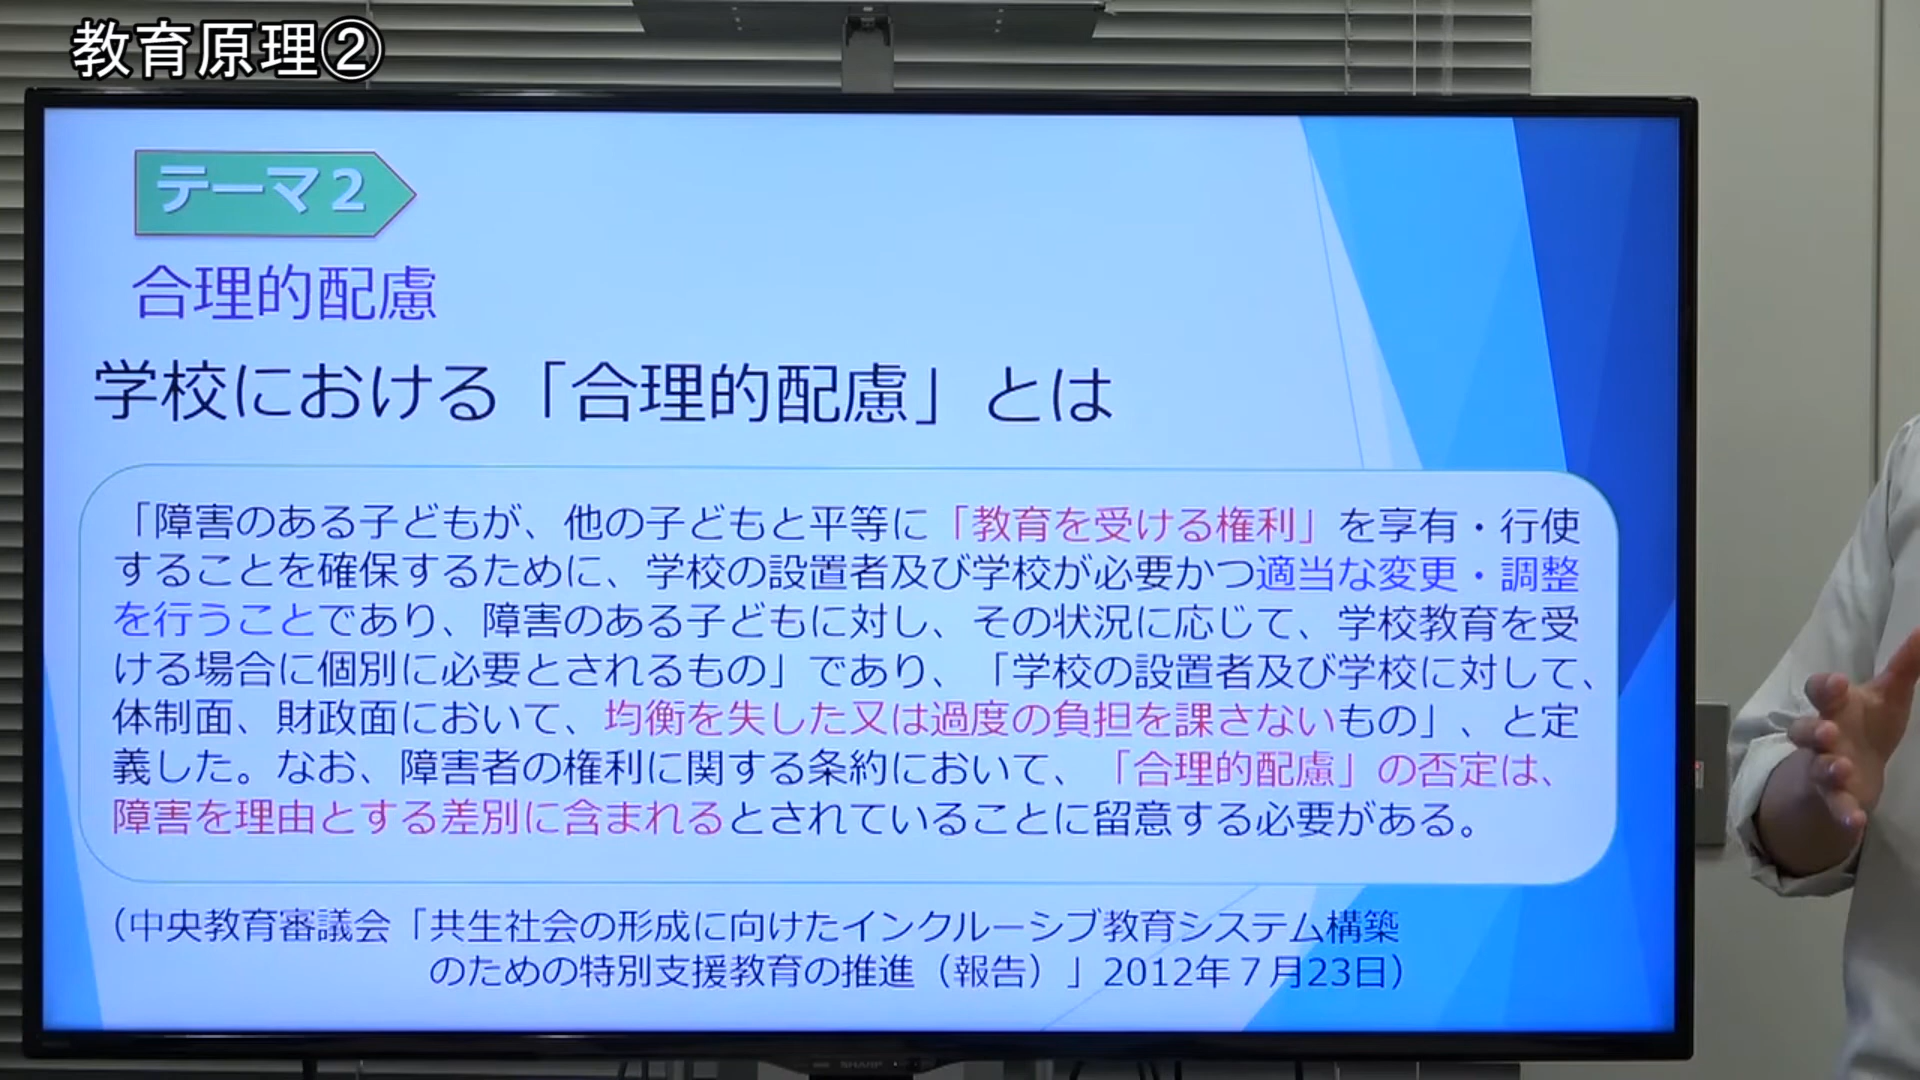 教育原理②
テーマ２
合理的配慮
学校における「合理的配慮」とは
「障害のある子どもが、他の子どもと平等に「教育を受ける権利」を享有・行使
することを確保するために、学校の設置者及び学校が必要かつ適当な変更・調整
を行うことであり、障害のある子どもに対し、その状況に応じて、学校教育を受
ける場合に個別に必要とされるもの」であり、「学校の設置者及び学校に対して、
体制面、財政面において、均衡を失した又は過度の負担を課さないもの」、と定
義した。なお、障害者の権利に関する条約において、「合理的配慮」の否定は、
障害を理由とする差別に含まれるとされていることに留意する必要がある。
（中央教育審議会「共生社会の形成に向けたインクルーシブ教育システム構築
のための特別支援教育の推進（報告）」2012年７月23日）
SHARP